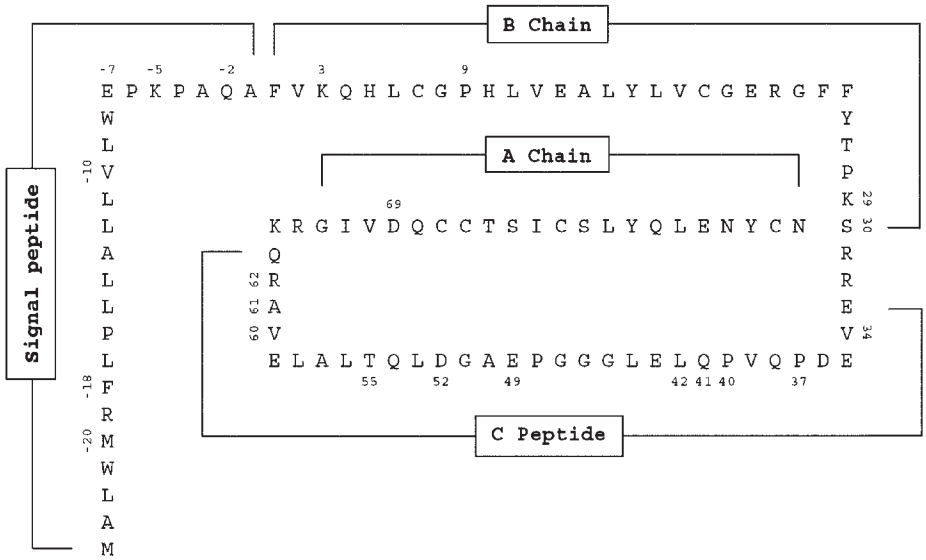 B Chain
-7 -5 -2 3 9
E P K P A Q A F V K Q H L C G P H L V E A L Y L V C G E R G F F
W Y
L T
A Chain
-10 V P
L K 29
69
L K R G I V D Q C C T S I C S L Y Q L E N Y C N S 30
A Q R
Signal peptide
L 62 R R
L 61 A E
P 60 V V 34
L E L A L T Q L D G A E P G G G L E L Q P V Q P D E
55 52 49 42 41 40 37
-18 F
R
C Peptide
-20 M
W
L
A
M